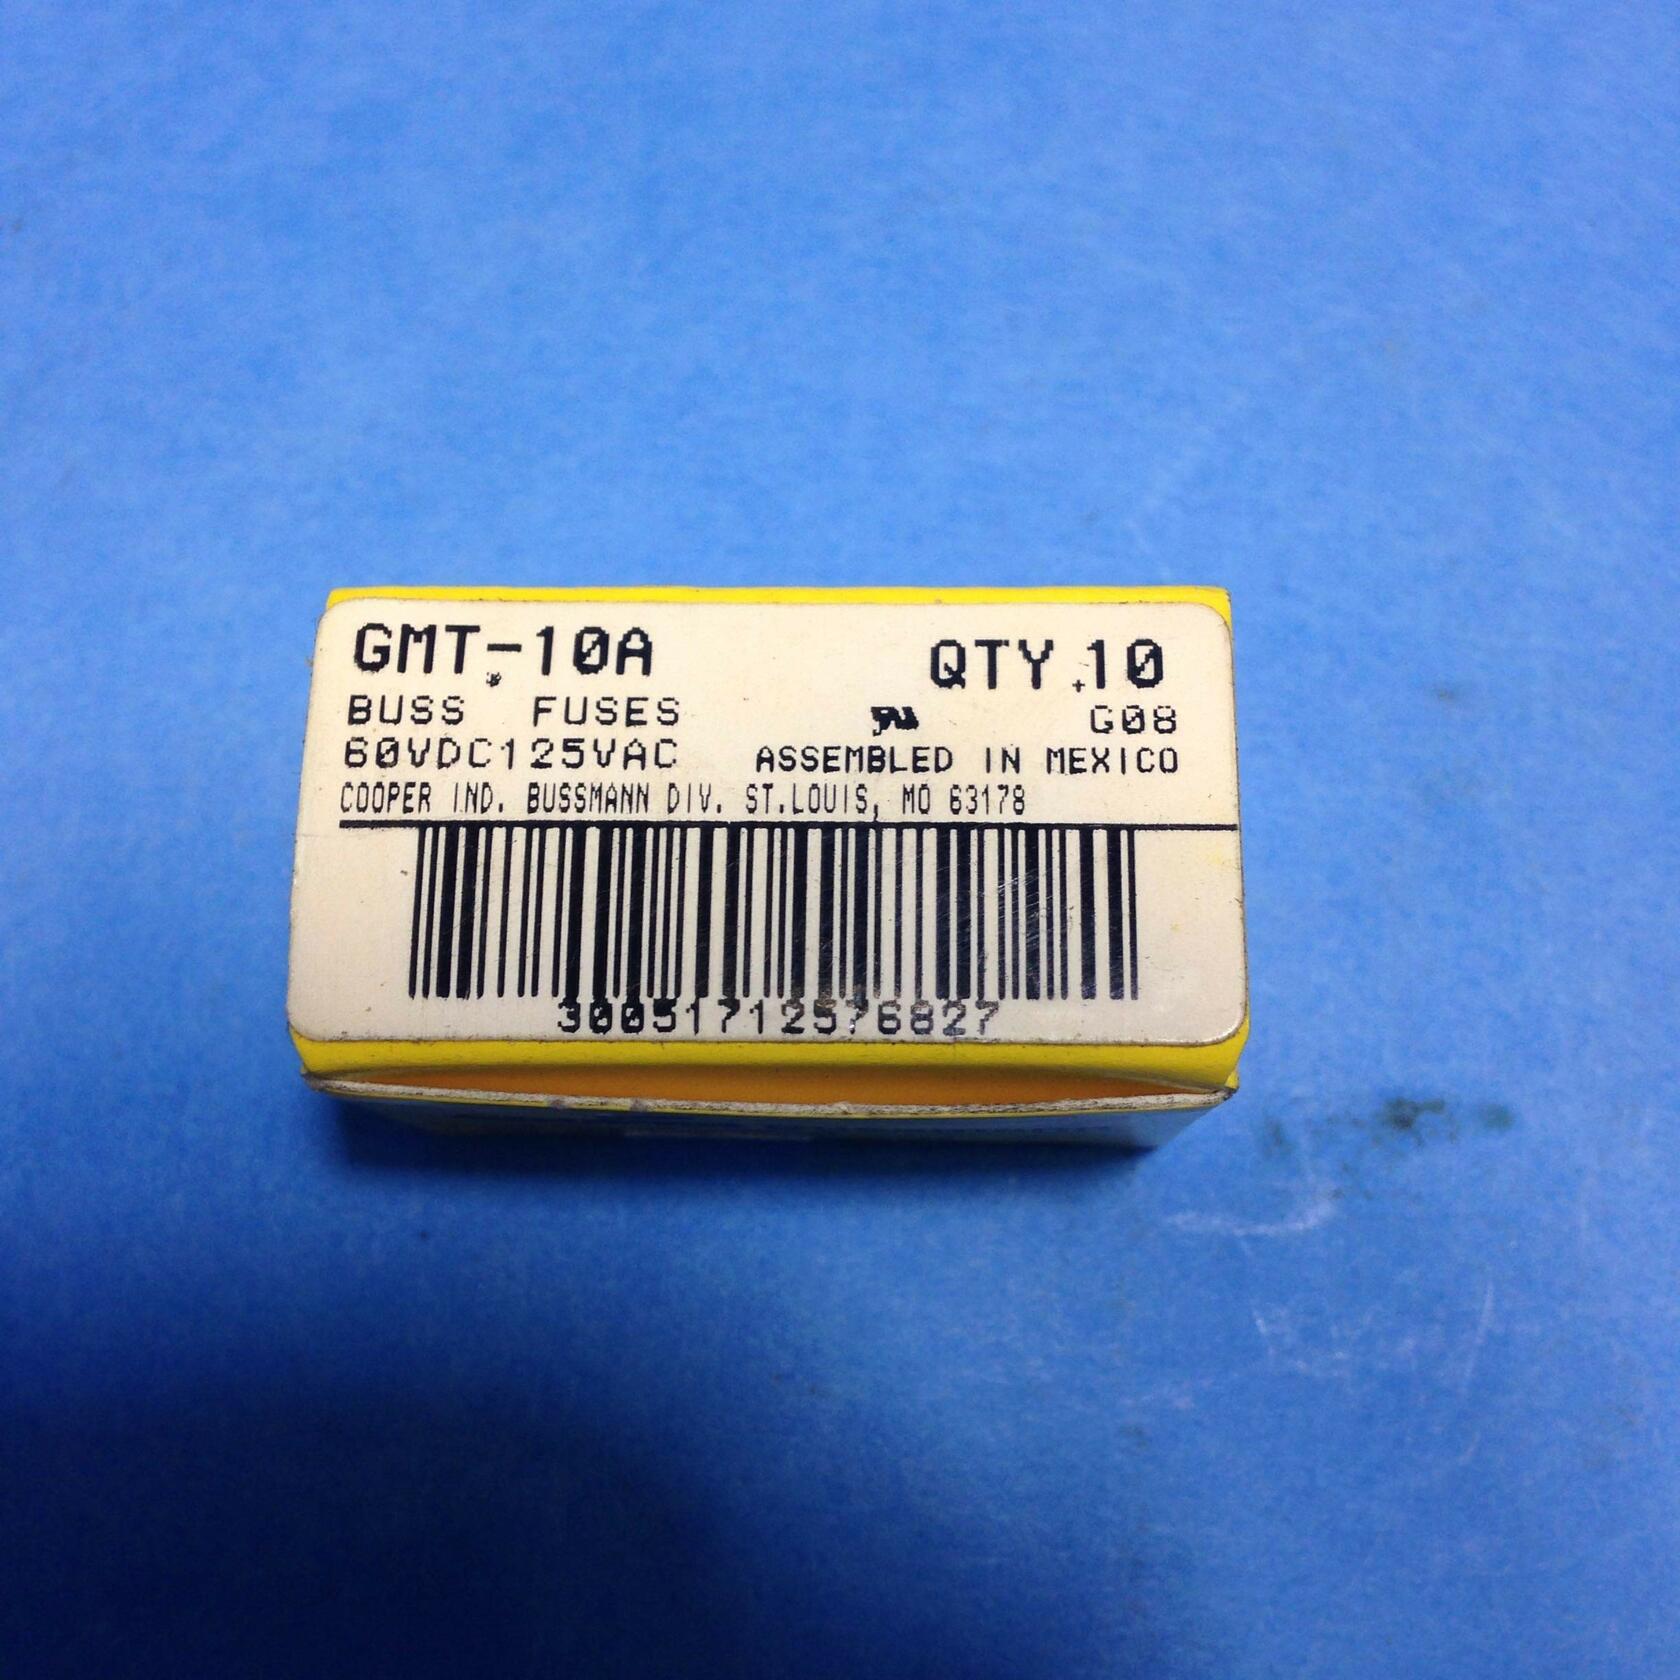 GMT-10A QTY.10
BUSS FUSES G08
60VDC125VAC ASSEMBLED IN MEXICO
COOPER IND. BUSSMANN DIV. ST.LOUIS, MO 63178
30051712576827